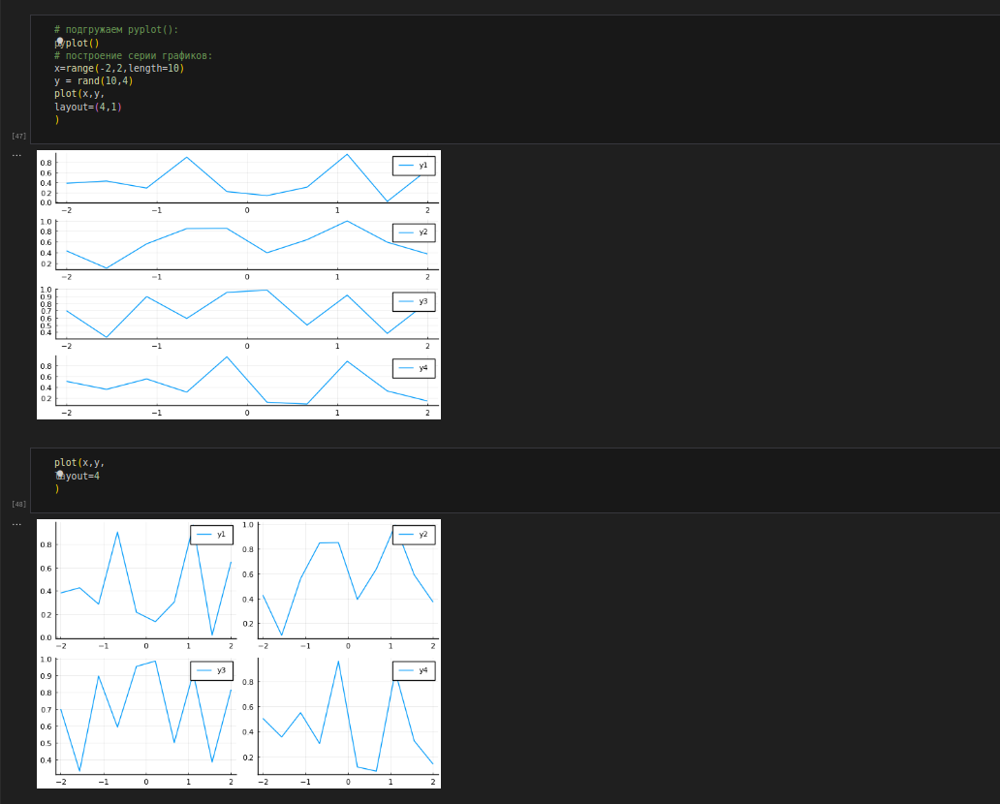 # подгружаем pyplot():
pyplot()
# построение серии графиков:
x=range(-2,2,length=10)
y = rand(10,4)
plot(x,y,
layout=(4,1)
)
[47]
...
0.8
0.6
0.4
0.2
0.0
y1
−2 −1 0 1 2
1.0
0.8
0.6
0.4
0.2
y2
−2 −1 0 1 2
1.0
0.9
0.8
0.7
0.6
0.5
0.4
y3
−2 −1 0 1 2
0.8
0.6
0.4
0.2
y4
−2 −1 0 1 2
plot(x,y,
layout=4
)
[48]
...
0.8
0.6
0.4
0.2
0.0
y1
−2 −1 0 1 2
1.0
0.8
0.6
0.4
0.2
y2
−2 −1 0 1 2
1.0
0.9
0.8
0.7
0.6
0.5
0.4
y3
−2 −1 0 1 2
0.8
0.6
0.4
0.2
y4
−2 −1 0 1 2